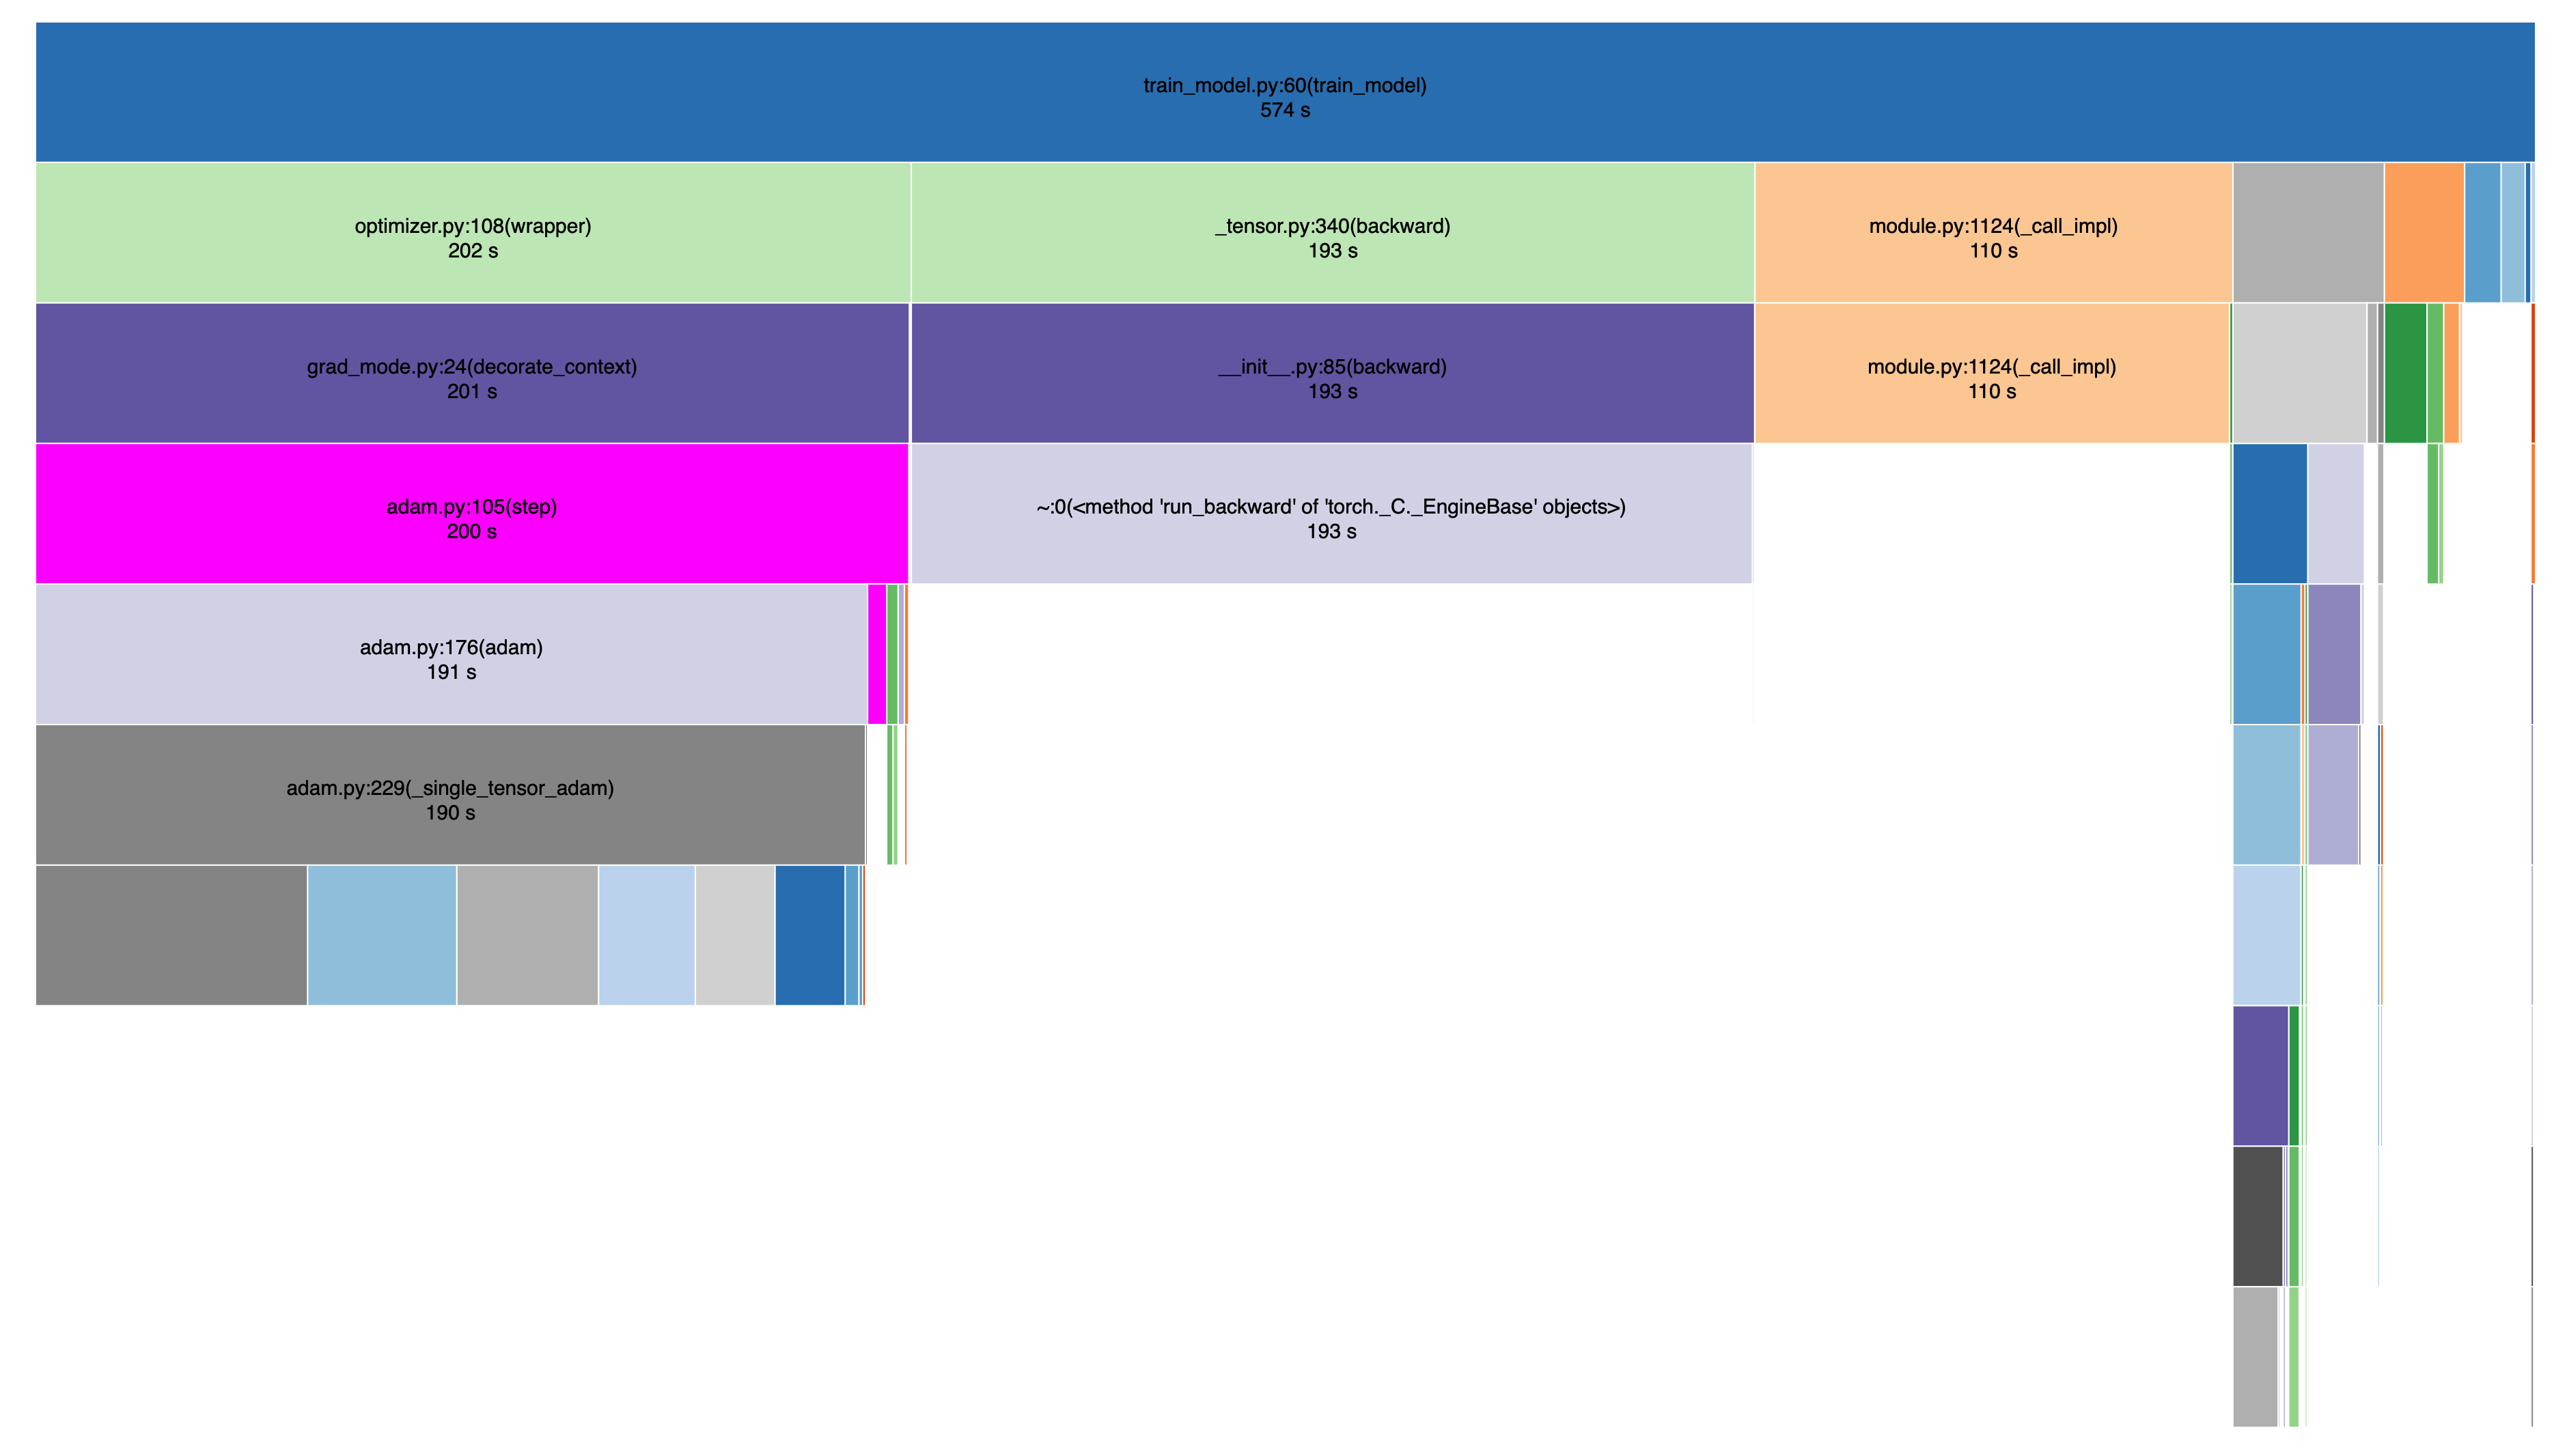 train_model.py:60(train_model)
574 s
optimizer.py:108(wrapper)
202 s
_tensor.py:340(backward)
193 s
module.py:1124(_call_impl)
110 s
grad_mode.py:24(decorate_context)
201 s
__init__.py:85(backward)
193 s
module.py:1124(_call_impl)
110 s
adam.py:105(step)
200 s
~:0(<method 'run_backward' of 'torch._C._EngineBase' objects>)
193 s
adam.py:176(adam)
191 s
adam.py:229(_single_tensor_adam)
190 s